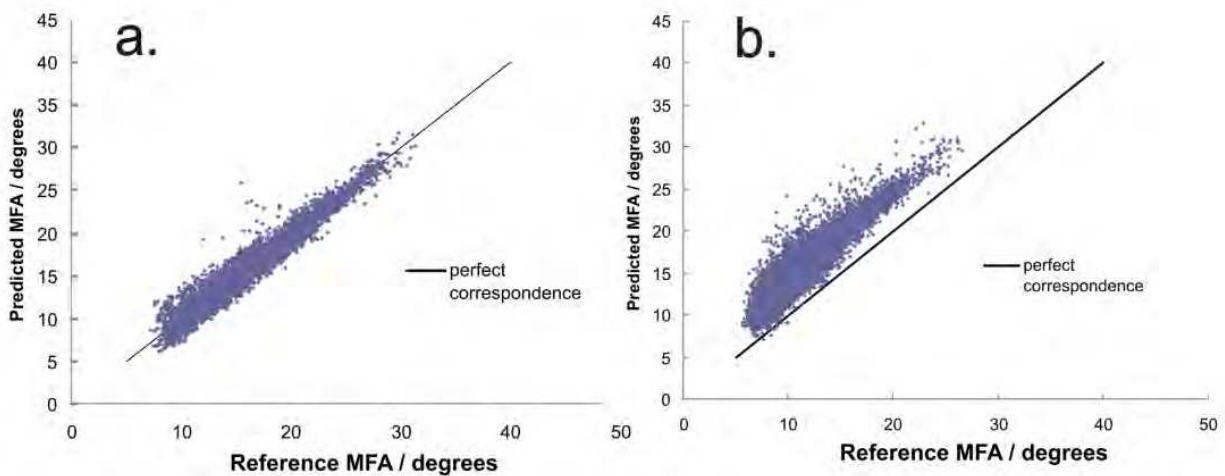 a.
45
40
35
30
25
20
15
10
5
0
Predicted MFA / degrees
perfect
correspondence
0 10 20 30 40 50
Reference MFA / degrees
b.
45
40
35
30
25
20
15
10
5
0
Predicted MFA / degrees
perfect
correspondence
0 10 20 30 40 50
Reference MFA / degrees